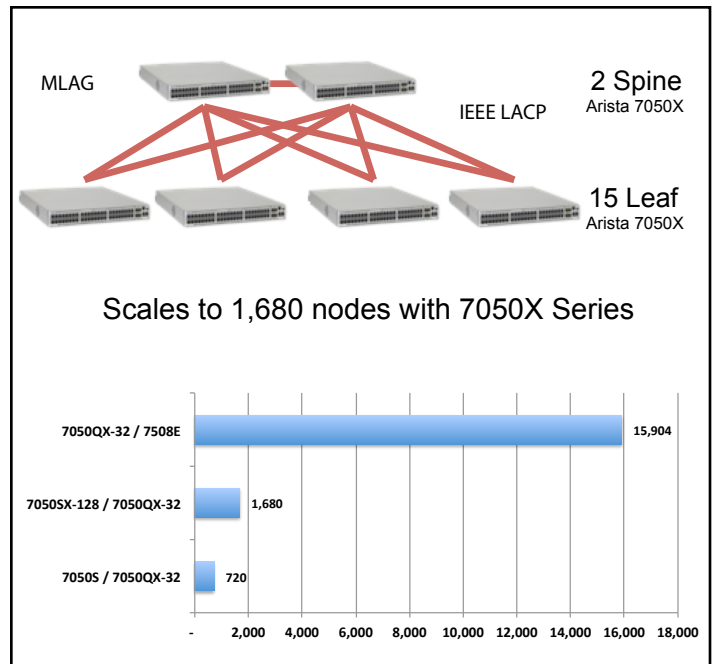 MLAG
2 Spine
Arista 7050X
IEEE LACP
15 Leaf
Arista 7050X
Scales to 1,680 nodes with 7050X Series
7050QX-32 / 7508E
15,904
7050SX-128 / 7050QX-32
1,680
7050S / 7050QX-32
720
- 2,000 4,000 6,000 8,000 10,000 12,000 14,000 16,000 18,000